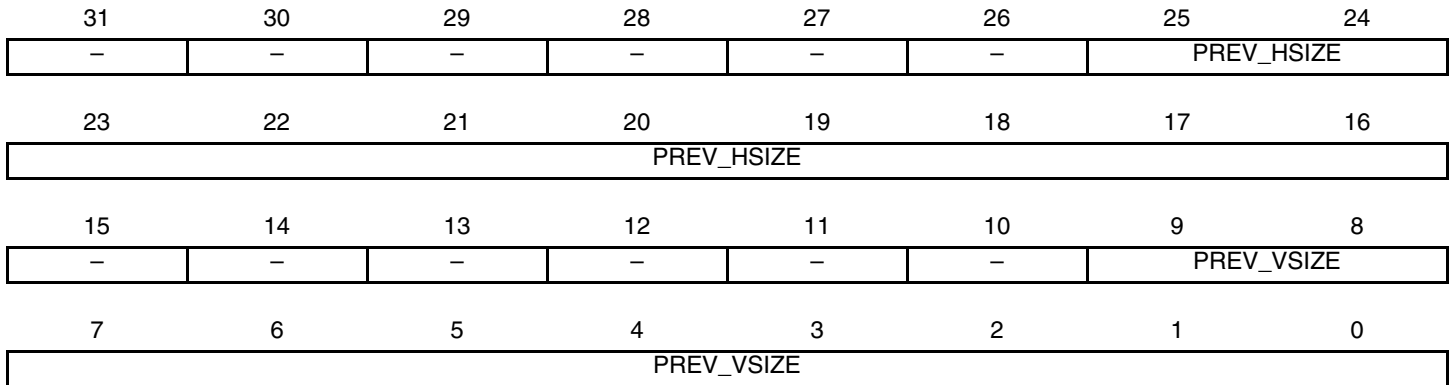 31 30 29 28 27 26 25 24
– – – – – – PREV_HSIZE
23 22 21 20 19 18 17 16
PREV_HSIZE
15 14 13 12 11 10 9 8
– – – – – – PREV_VSIZE
7 6 5 4 3 2 1 0
PREV_VSIZE